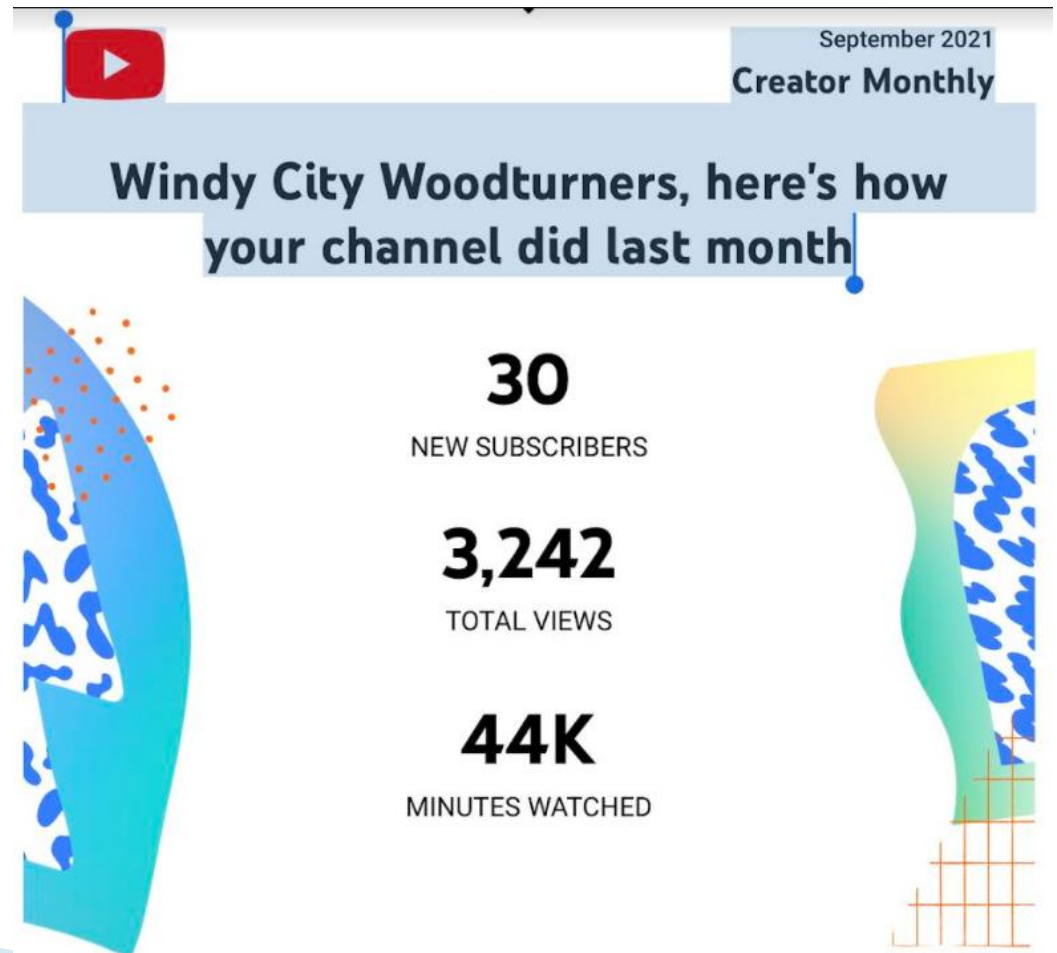 September 2021
Creator Monthly
Windy City Woodturners, here's how
your channel did last month
30
NEW SUBSCRIBERS
3,242
TOTAL VIEWS
44K
MINUTES WATCHED